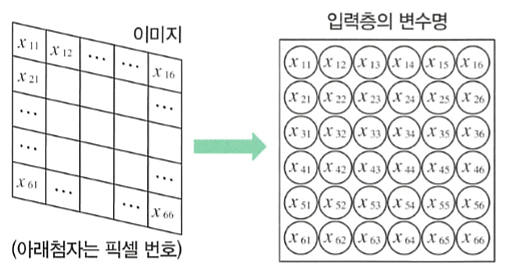 이미지
x11 x12 ... ... x16
x21 ...
...
... ...
x61 ... ... x66
(아래첨자는 픽셀 번호)
입력층의 변수명
x11 x12 x13 x14 x15 x16
x21 x22 x23 x24 x25 x26
x31 x32 x33 x34 x35 x36
x41 x42 x43 x44 x45 x46
x51 x52 x53 x54 x55 x56
x61 x62 x63 x64 x65 x66